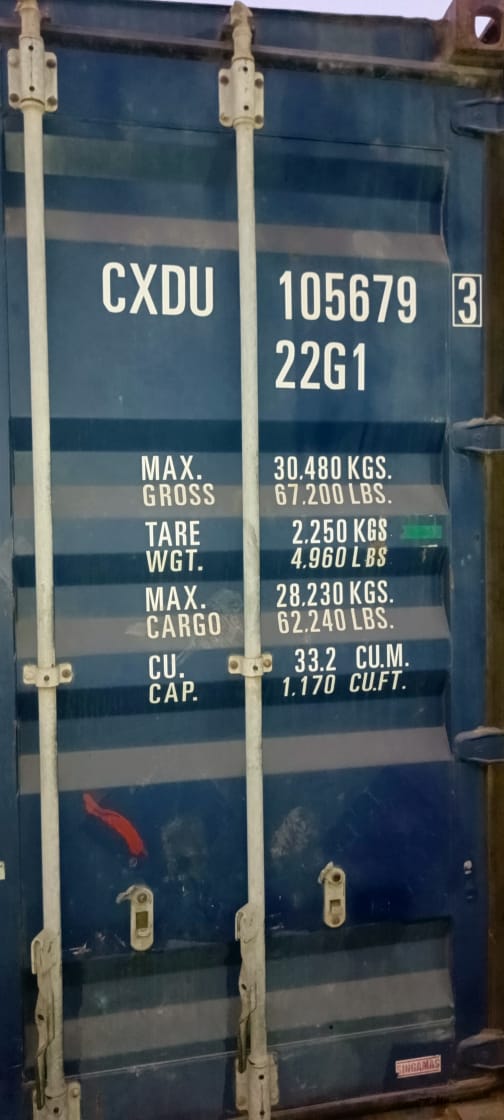 CXDU 105679 3
22G1
MAX. 30.480 KGS.
GROSS 67.200 LBS.
TARE 2.250 KGS
WGT. 4.960 LBS
MAX. 28.230 KGS.
CARGO 62.240 LBS.
CU. 33.2 CU.M.
CAP. 1.170 CU.FT.
SINGAMAS